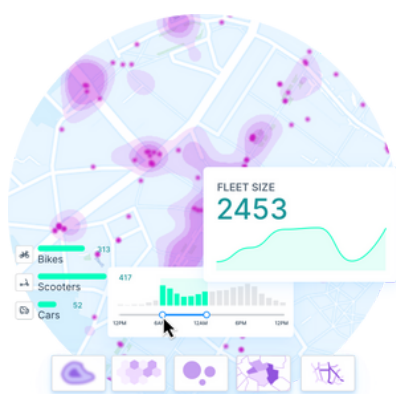 FLEET SIZE
2453
313
Bikes
417
Scooters
52
Cars
12PM 6AM 12AM 6PM 12PM